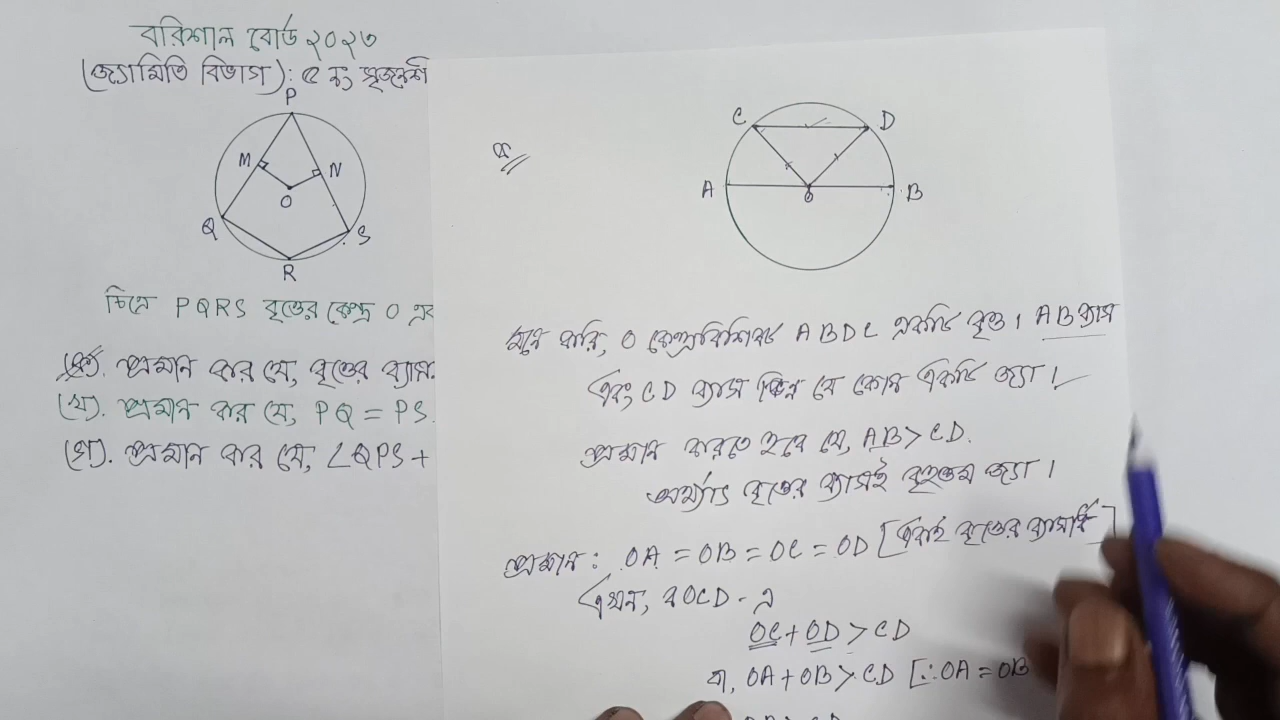 বরিশাল বোর্ড ২০২৩
(জ্যামিতি বিভাগ): ৫ নং সৃজনশী
P
M
N
O
Q
S
R
চিত্রে PQRS বৃত্তের কেন্দ্র O এবং
(ক). প্রমাণ কর যে, বৃত্তের ব্যাস
(খ). প্রমাণ কর যে, PQ = PS.
(গ). প্রমাণ কর যে, ∠QPS +
ক
C
D
A
B
O
মনে করি, O কেন্দ্রবিশিষ্ট ABDC একটি বৃত্ত। AB ব্যাস
এবং CD ব্যাস ভিন্ন যে কোন একটি জ্যা।
প্রমাণ করতে হবে যে, AB > CD.
অর্থ্যাৎ বৃত্তের ব্যাসই বৃহত্তম জ্যা।
প্রমাণ: OA = OB = OC = OD [একই বৃত্তের ব্যাসার্ধ]
এখন, ΔOCD-এ
OC + OD > CD
বা, OA + OB > CD [∵ OA = OB